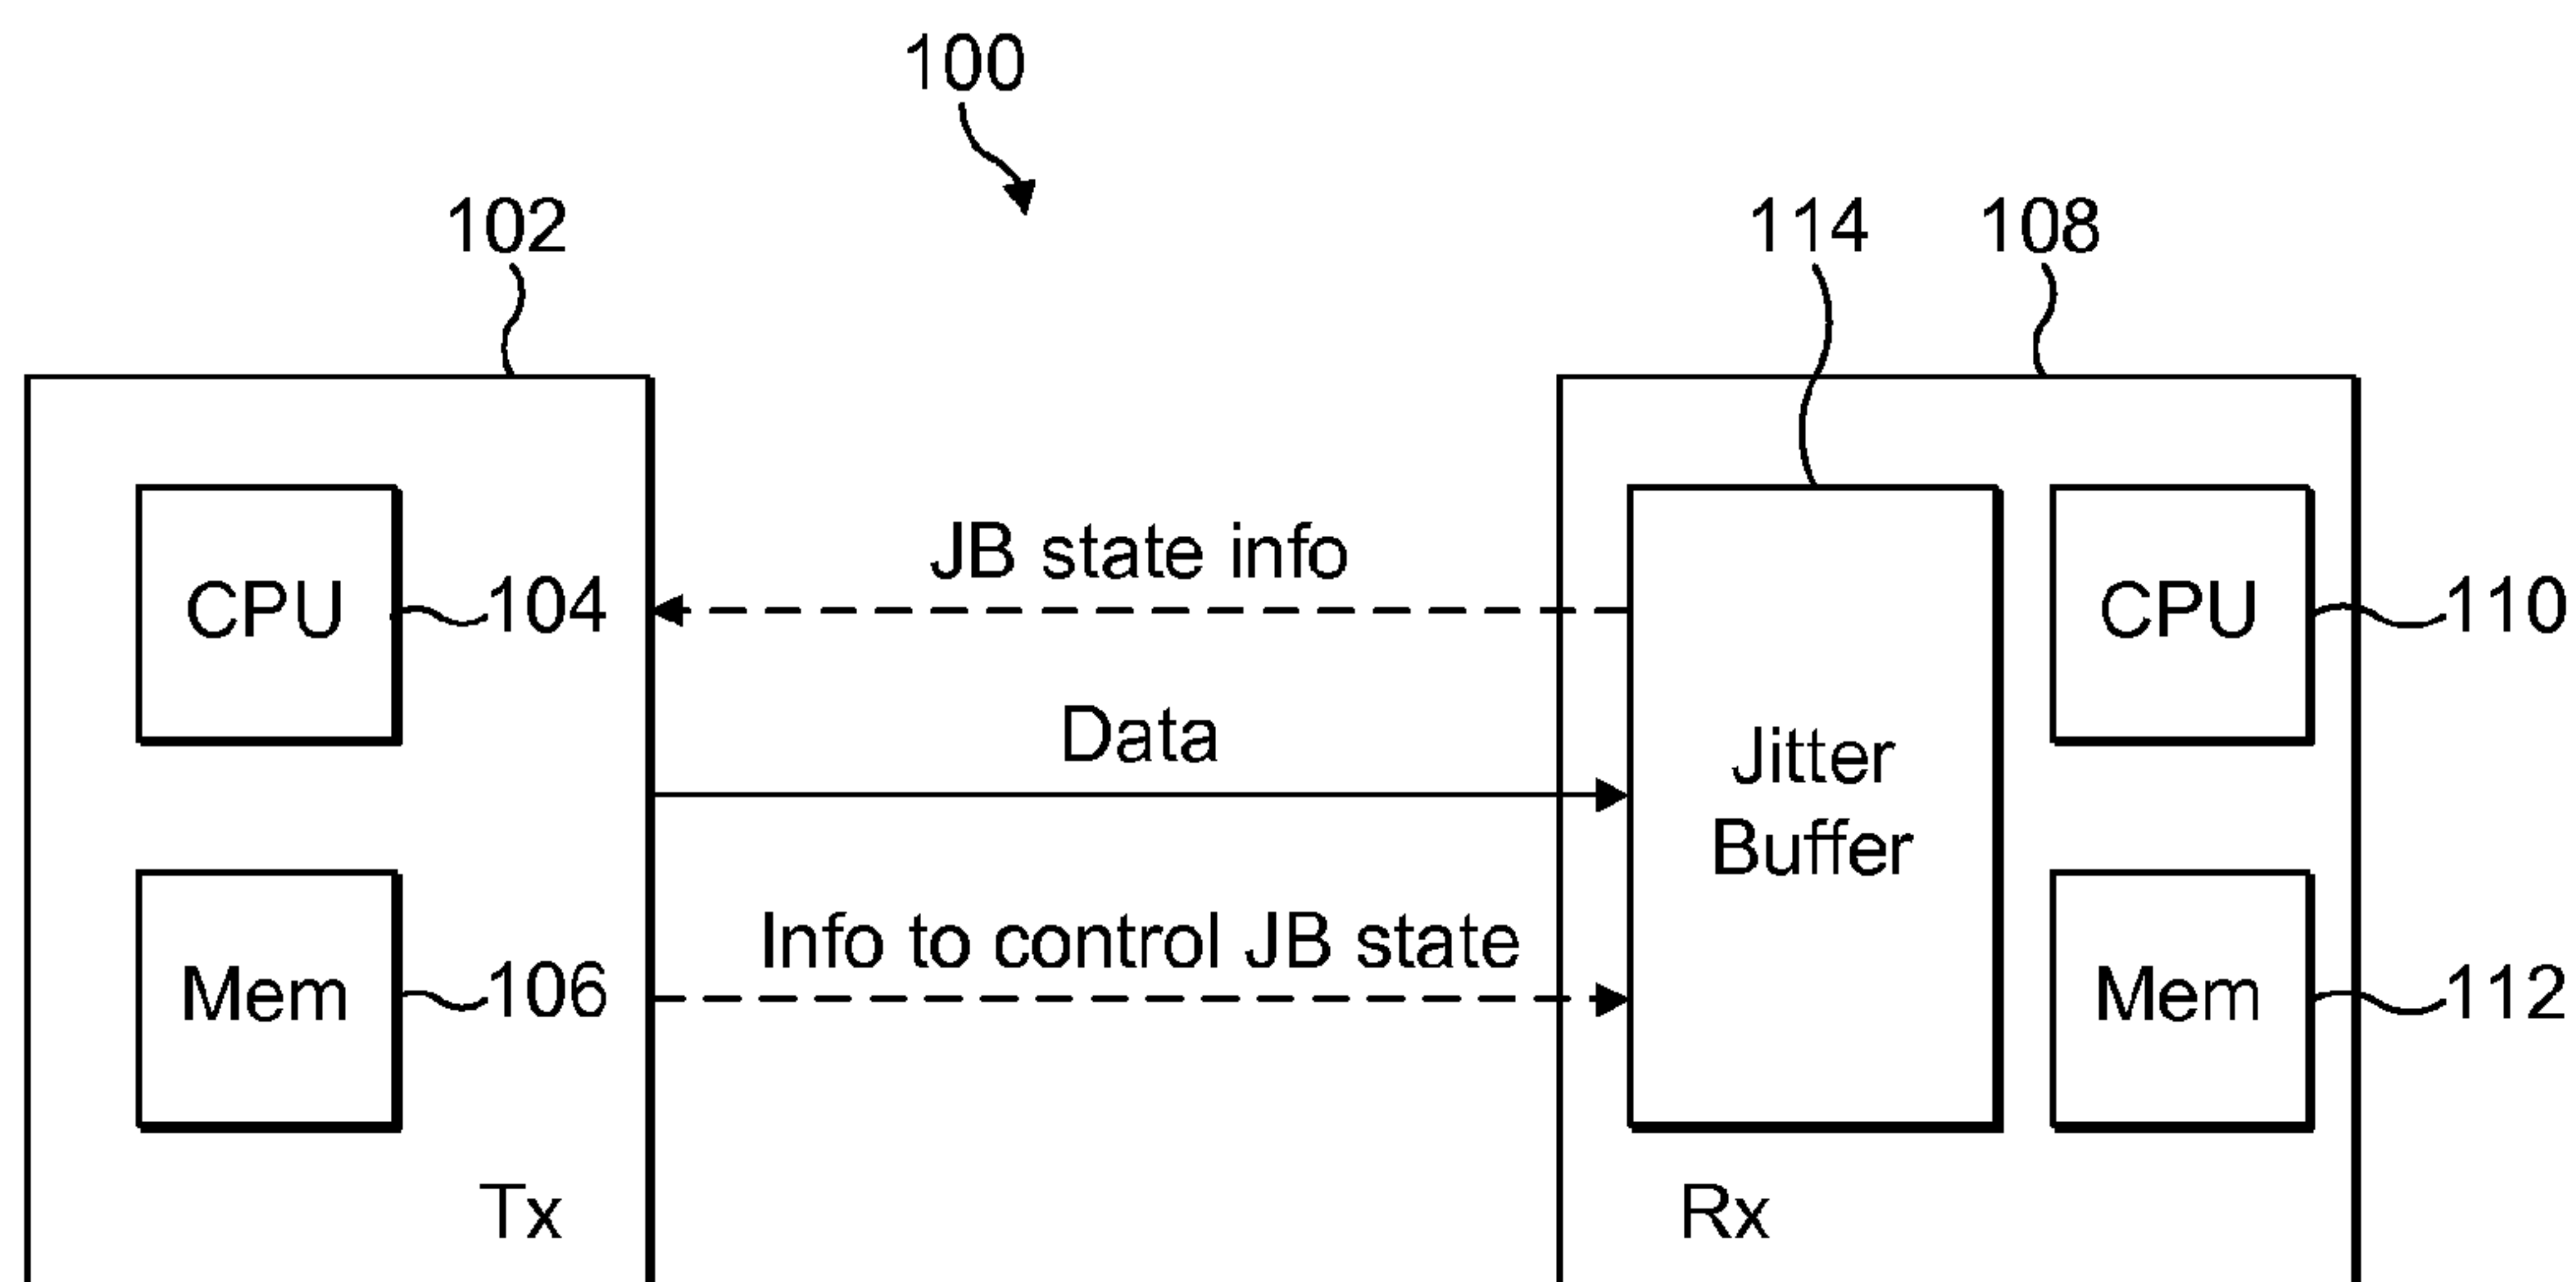 100
102
114
108
CPU
104
JB state info
Data
Jitter
Buffer
CPU
110
Mem
106
Info to control JB state
Mem
112
Tx
Rx